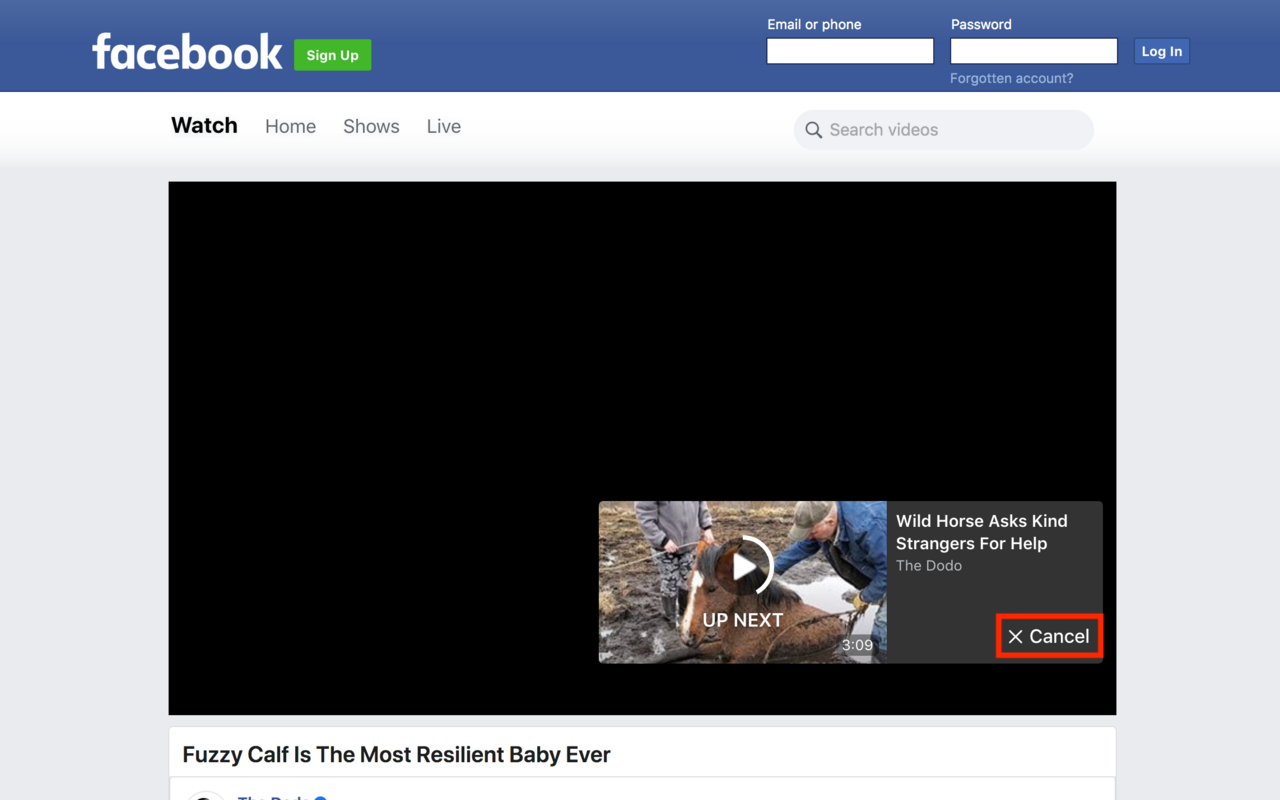 facebook
Sign Up
Email or phone
Password
Log In
Forgotten account?
Watch
Home
Shows
Live
Search videos
Wild Horse Asks Kind
Strangers For Help
The Dodo
UP NEXT
3:09
Cancel
Fuzzy Calf Is The Most Resilient Baby Ever
The Dodo